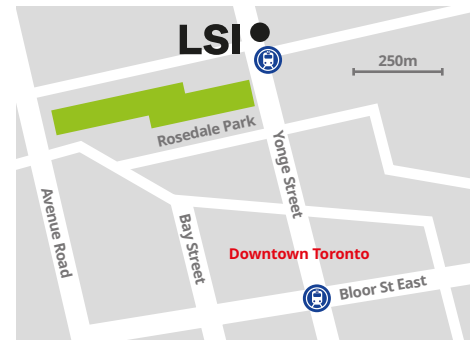 LSI
250m
Rosedale Park
Yonge Street
Avenue Road
Bay Street
Downtown Toronto
Bloor St East